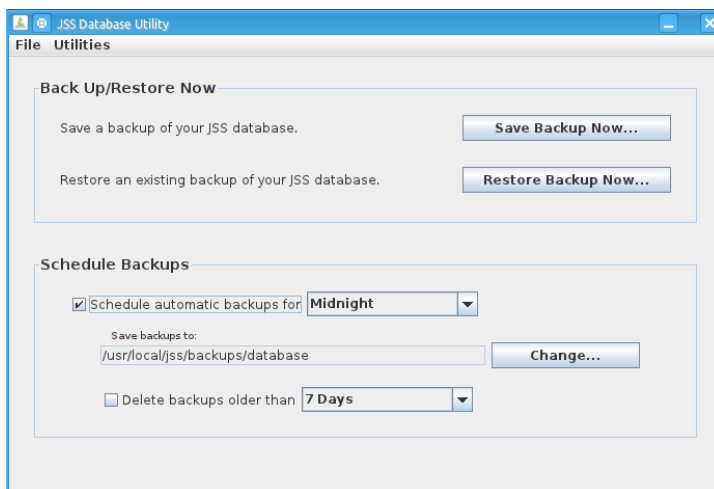 JSS Database Utility
File Utilities
Back Up/Restore Now
Save a backup of your JSS database.
Save Backup Now...
Restore an existing backup of your JSS database.
Restore Backup Now...
Schedule Backups
Schedule automatic backups for Midnight
Save backups to:
/usr/local/jss/backups/database
Change...
Delete backups older than 7 Days